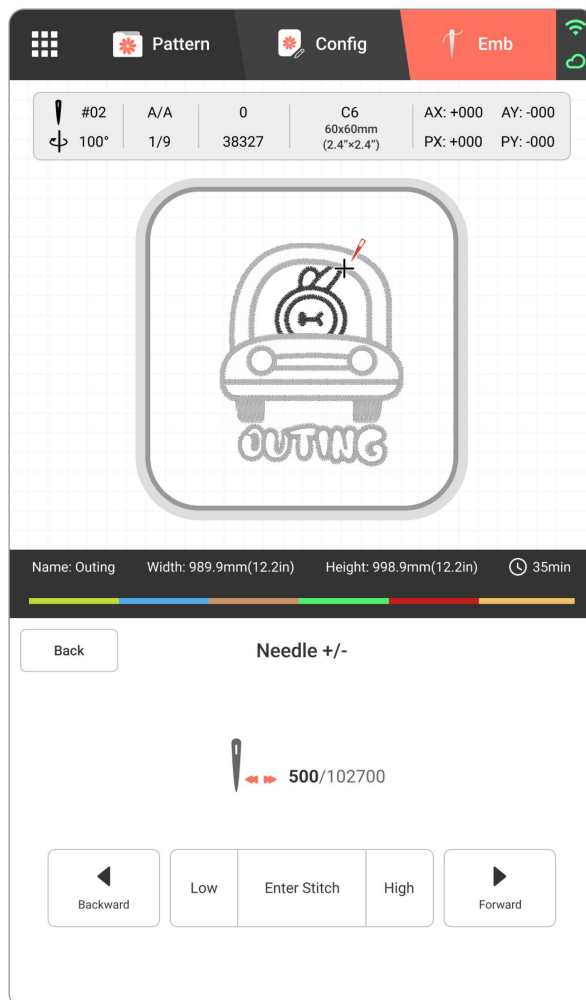 Pattern Config Emb
#02 A/A 0 C6 AX: +000 AY: -000
60x60mm
100° 1/9 38327 (2.4"×2.4") PX: +000 PY: -000
OUTING
Name: Outing Width: 989.9mm(12.2in) Height: 998.9mm(12.2in) 35min
Back Needle +/-
500/102700
Low Enter Stitch High
Backward Forward